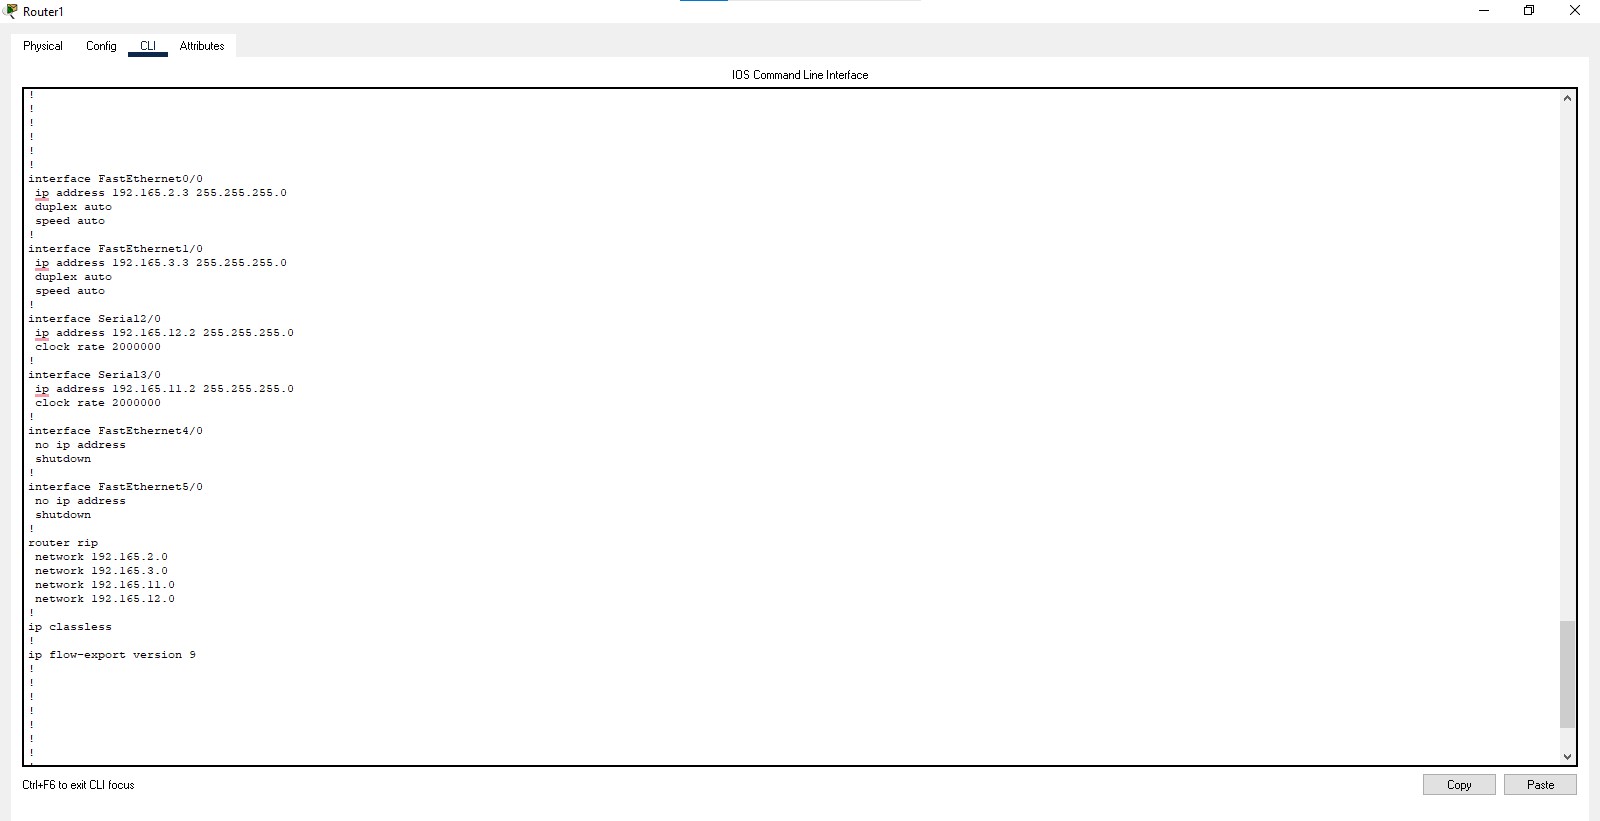 Router1
Physical Config CLI Attributes
IOS Command Line Interface
!
!
!
!
!
!
interface FastEthernet0/0
ip address 192.165.2.3 255.255.255.0
duplex auto
speed auto
!
interface FastEthernet1/0
ip address 192.165.3.3 255.255.255.0
duplex auto
speed auto
!
interface Serial2/0
ip address 192.165.12.2 255.255.255.0
clock rate 2000000
!
interface Serial3/0
ip address 192.165.11.2 255.255.255.0
clock rate 2000000
!
interface FastEthernet4/0
no ip address
shutdown
!
interface FastEthernet5/0
no ip address
shutdown
!
router rip
network 192.165.2.0
network 192.165.3.0
network 192.165.11.0
network 192.165.12.0
!
ip classless
!
ip flow-export version 9
!
!
!
!
!
!
!
Ctrl+F6 to exit CLI focus
Copy Paste